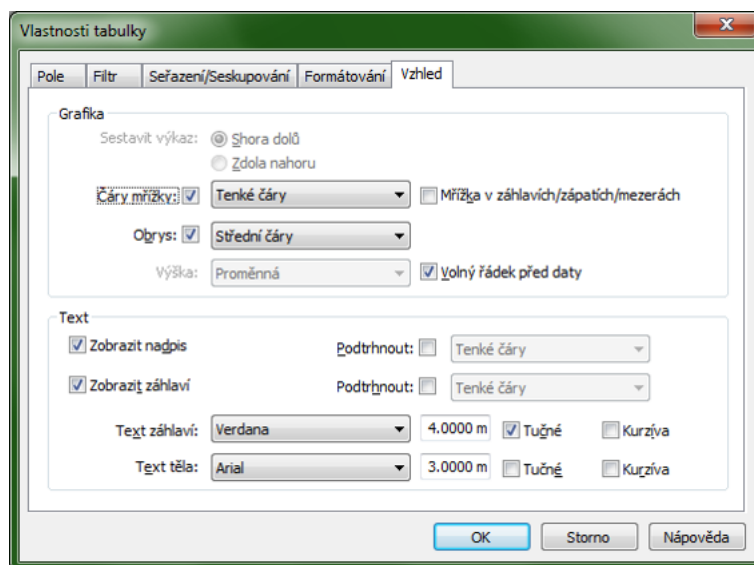 Vlastnosti tabulky
Pole Filtr Seřazení/Seskupování Formátování Vzhled
Grafika
Sestavit výkaz: Shora dolů
Zdola nahoru
Čáry mřížky: Tenké čáry Mřížka v záhlavích/zápatích/mezerách
Obrys: Střední čáry
Výška: Proměnná Volný řádek před daty
Text
Zobrazit nadpis Podtrhnout: Tenké čáry
Zobrazit záhlaví Podtrhnout: Tenké čáry
Text záhlaví: Verdana 4.0000 m Tučné Kurzíva
Text těla: Arial 3.0000 m Tučné Kurzíva
OK Storno Nápověda